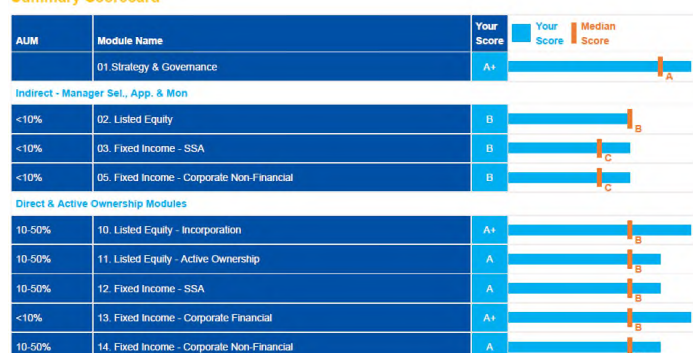 Summary Scorecard
AUM Module Name Your Score Your Score Median Score
01.Strategy & Governance A+ A
Indirect - Manager Sel., App. & Mon
<10% 02. Listed Equity B B
<10% 03. Fixed Income - SSA B C
<10% 05. Fixed Income - Corporate Non-Financial B C
Direct & Active Ownership Modules
10-50% 10. Listed Equity - Incorporation A+ B
10-50% 11. Listed Equity - Active Ownership A B
10-50% 12. Fixed Income - SSA A B
<10% 13. Fixed Income - Corporate Financial A+ B
10-50% 14. Fixed Income - Corporate Non-Financial A